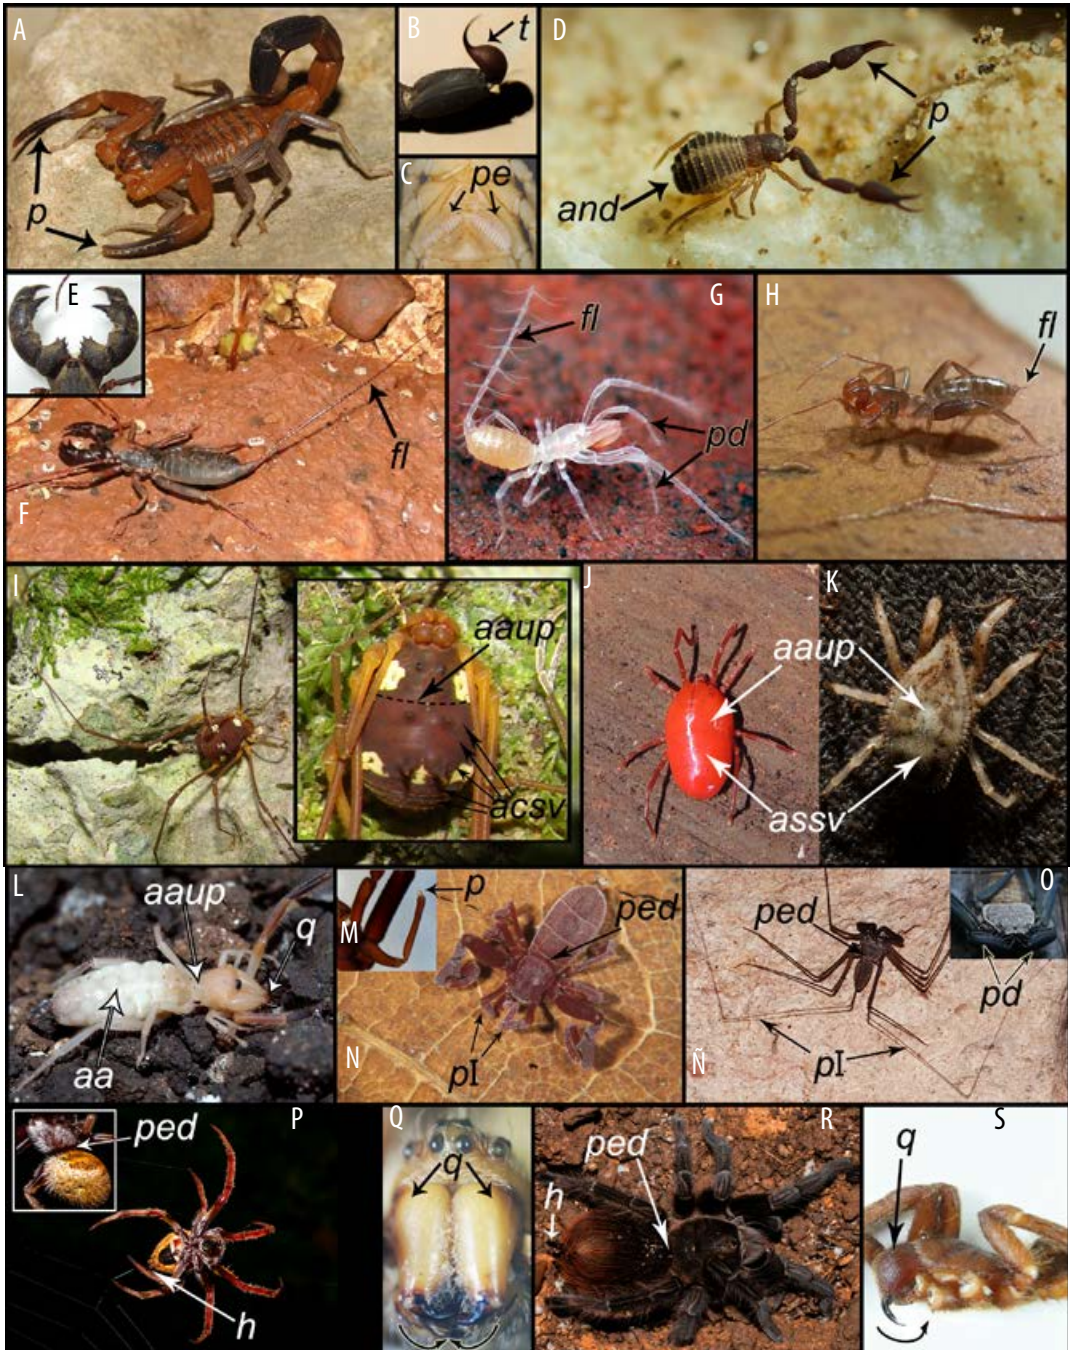 A
p
B
t
C
pe
D
p
p
and
E
F
fl
G
fl
pd
H
fl
I
aaup
acsv
J
K
aaup
assv
L
aaup
q
aa
M
p
N
ped
pI
Ñ
ped
pI
O
pd
P
ped
h
Q
q
R
ped
h
S
q